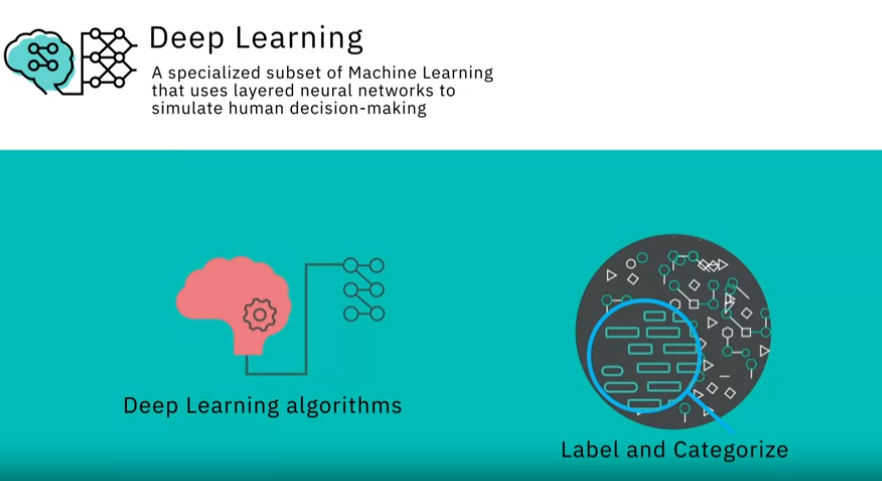 Deep Learning
A specialized subset of Machine Learning
that uses layered neural networks to
simulate human decision-making
Deep Learning algorithms
Label and Categorize